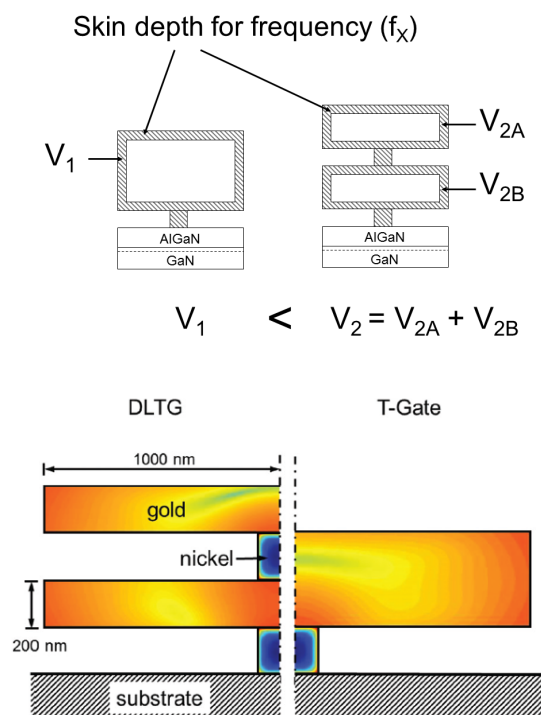 Skin depth for frequency (fX)
V1
V2A
V2B
AlGaN
GaN
AlGaN
GaN
V1 < V2 = V2A + V2B
DLTG
T-Gate
1000 nm
gold
nickel
200 nm
substrate